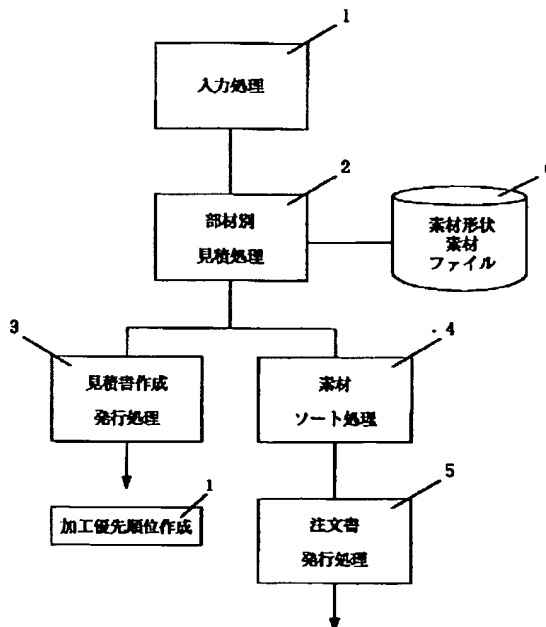 1
入力処理
2
部材別
見積処理
素材形状
素材
ファイル
3
見積書作成
発行処理
4
素材
ソート処理
1
加工優先順位作成
5
注文書
発行処理